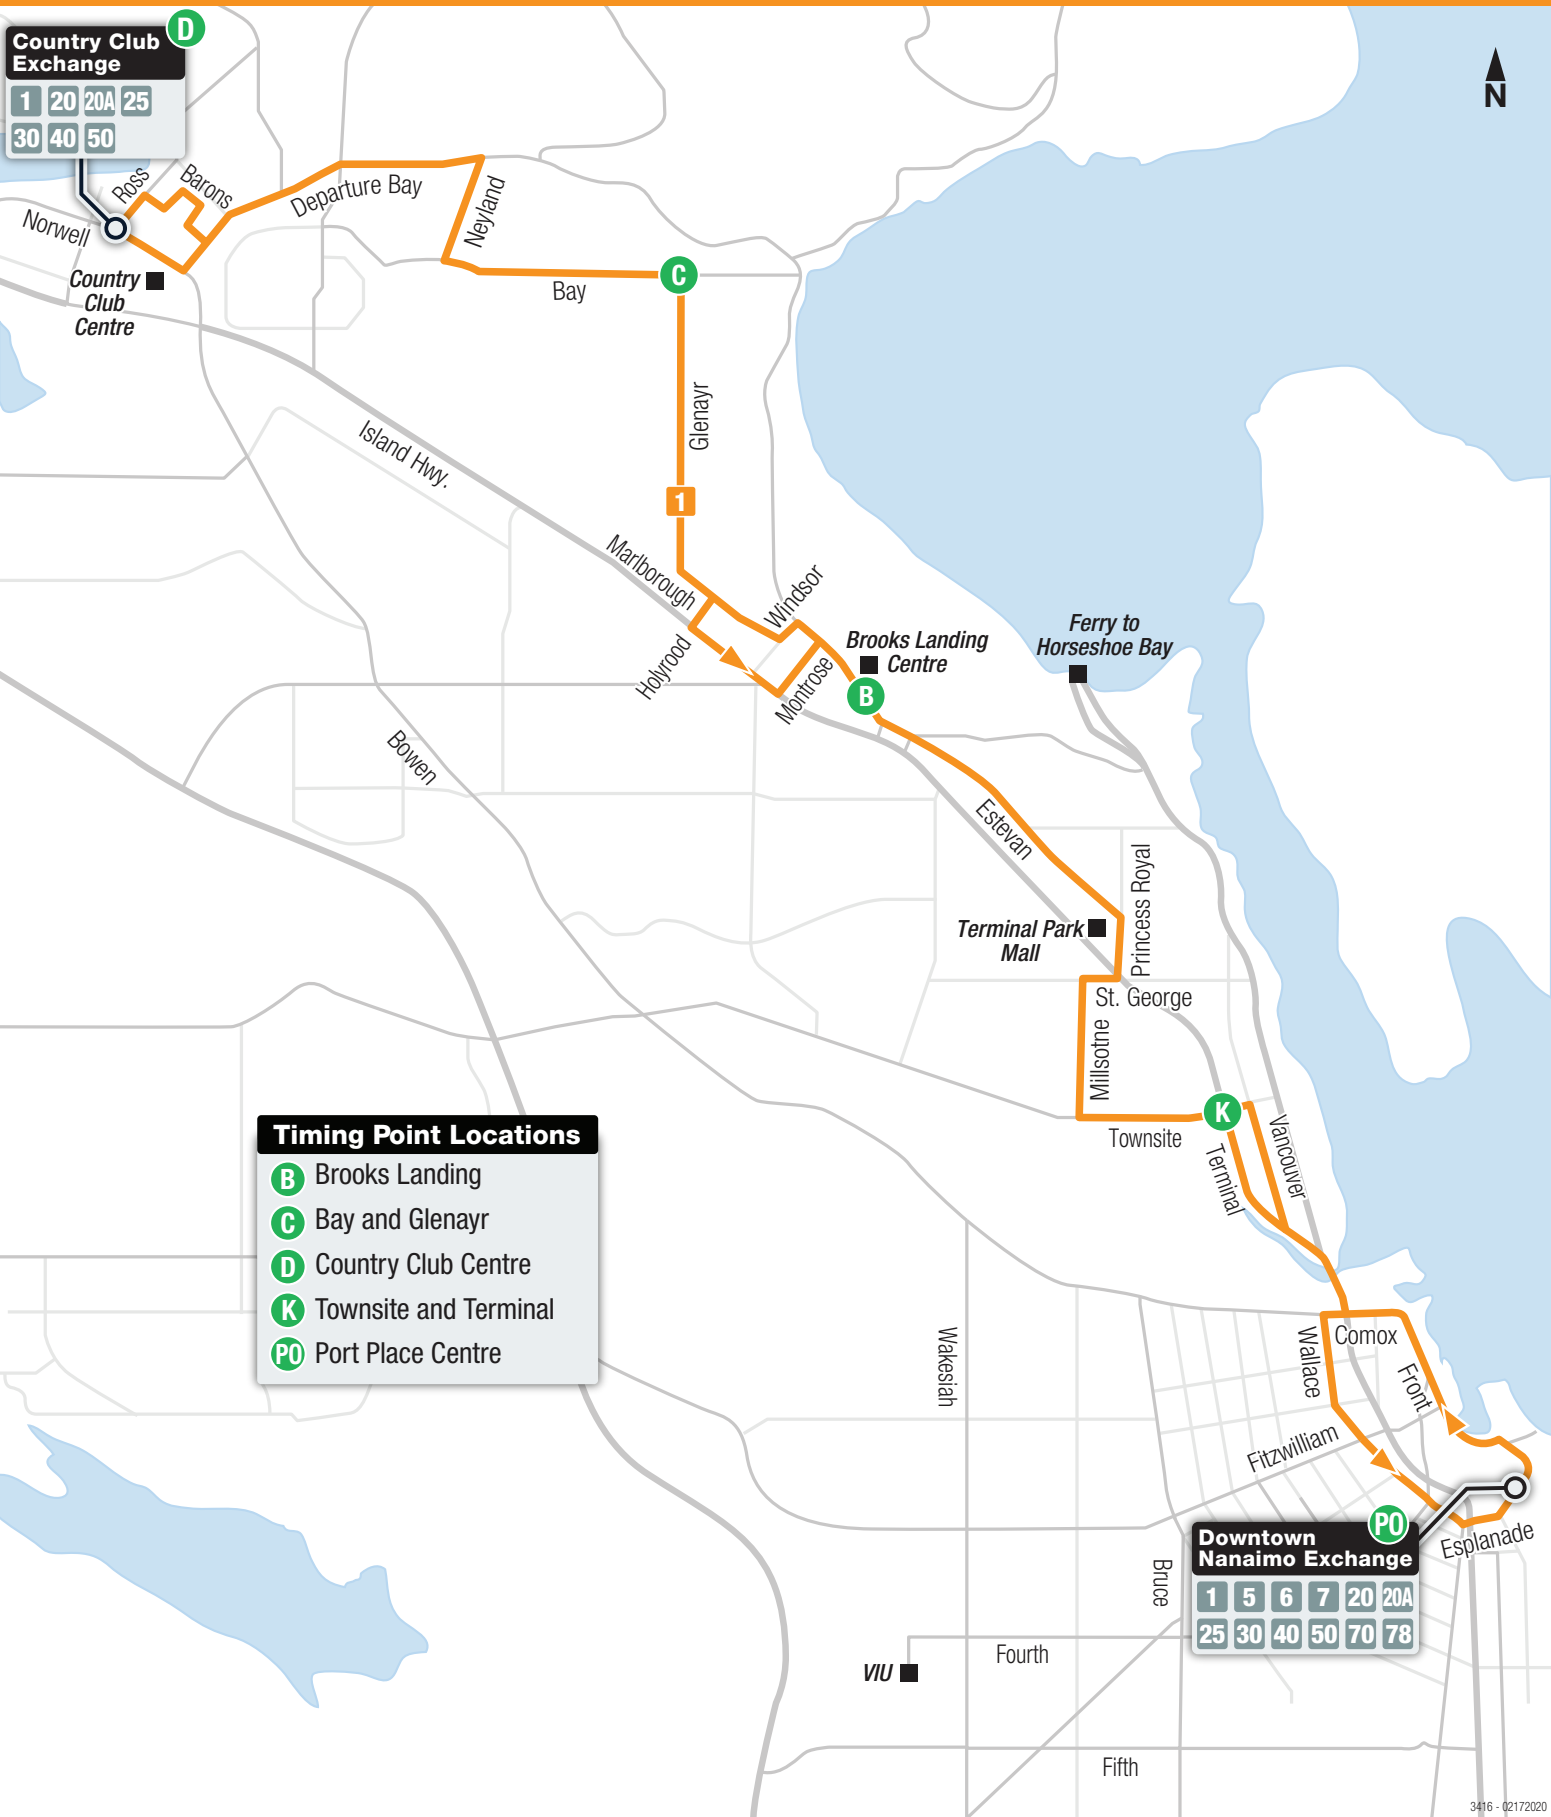 D
Country Club
Exchange
1 20 20A 25
30 40 50
N
Ross
Barons
Norwell
Departure Bay
Neyland
Country
Club
Centre
C
Bay
Glenayr
Island Hwy.
1
Marlborough
Windsor
Holyrood
Montrose
Brooks Landing
Centre
B
Ferry to
Horseshoe Bay
Bowen
Estevan
Princess Royal
Terminal Park
Mall
St. George
Millsotne
K
Townsite
Terminal
Vancouver
Timing Point Locations
B Brooks Landing
C Bay and Glenayr
D Country Club Centre
K Townsite and Terminal
PO Port Place Centre
Wakesiah
Wallace
Comox
Front
Fitzwilliam
PO
Downtown
Nanaimo Exchange
1 5 6 7 20 20A
25 30 40 50 70 78
Esplanade
Bruce
Fourth
VIU
Fifth
3416 - 02172020